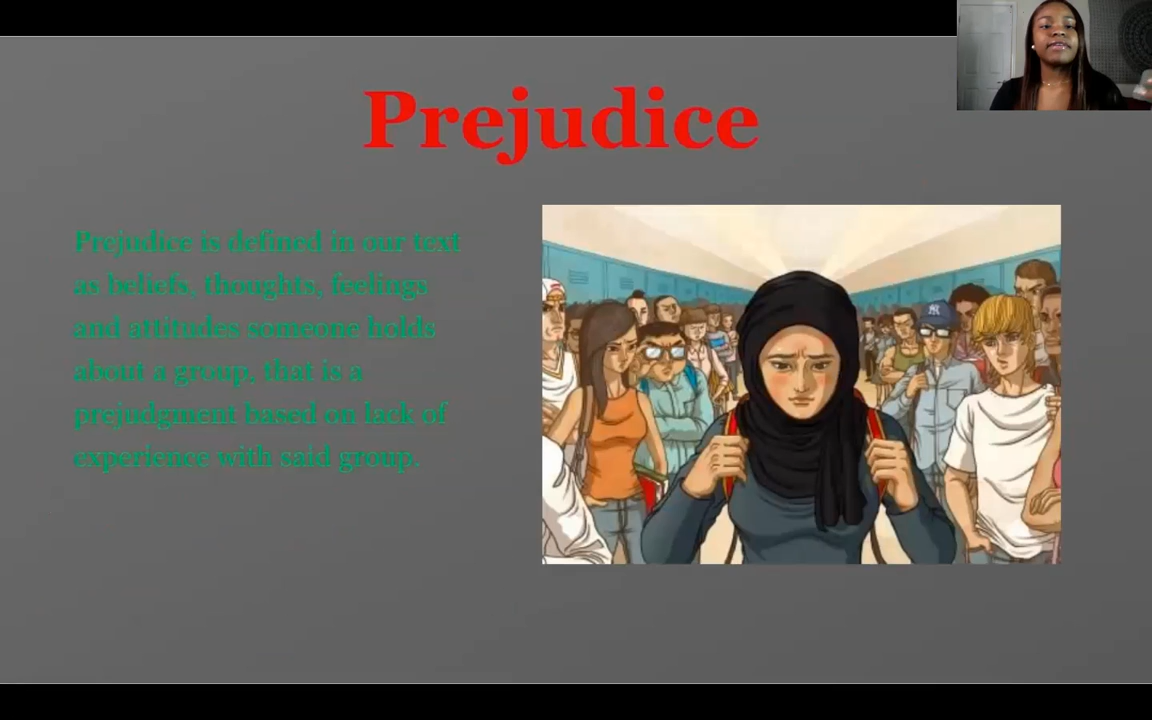 Prejudice
Prejudice is defined in our text
as beliefs, thoughts, feelings
and attitudes someone holds
about a group, that is a
prejudgment based on lack of
experience with said group.
NY